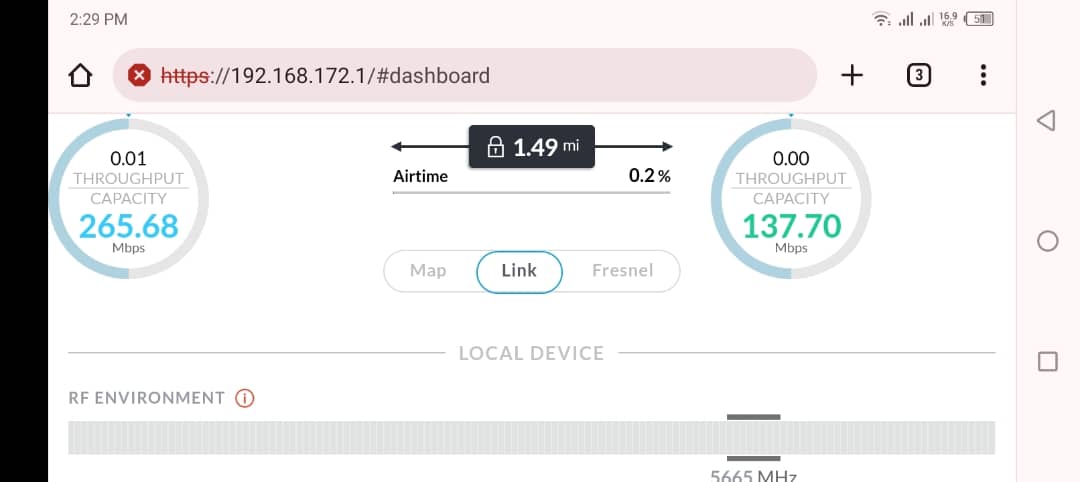 2:29 PM
16.9
K/S
51
https://192.168.172.1/#dashboard
3
0.01
THROUGHPUT
CAPACITY
265.68
Mbps
1.49 mi
Airtime 0.2 %
0.00
THROUGHPUT
CAPACITY
137.70
Mbps
Map Link Fresnel
LOCAL DEVICE
RF ENVIRONMENT
5665 MHz